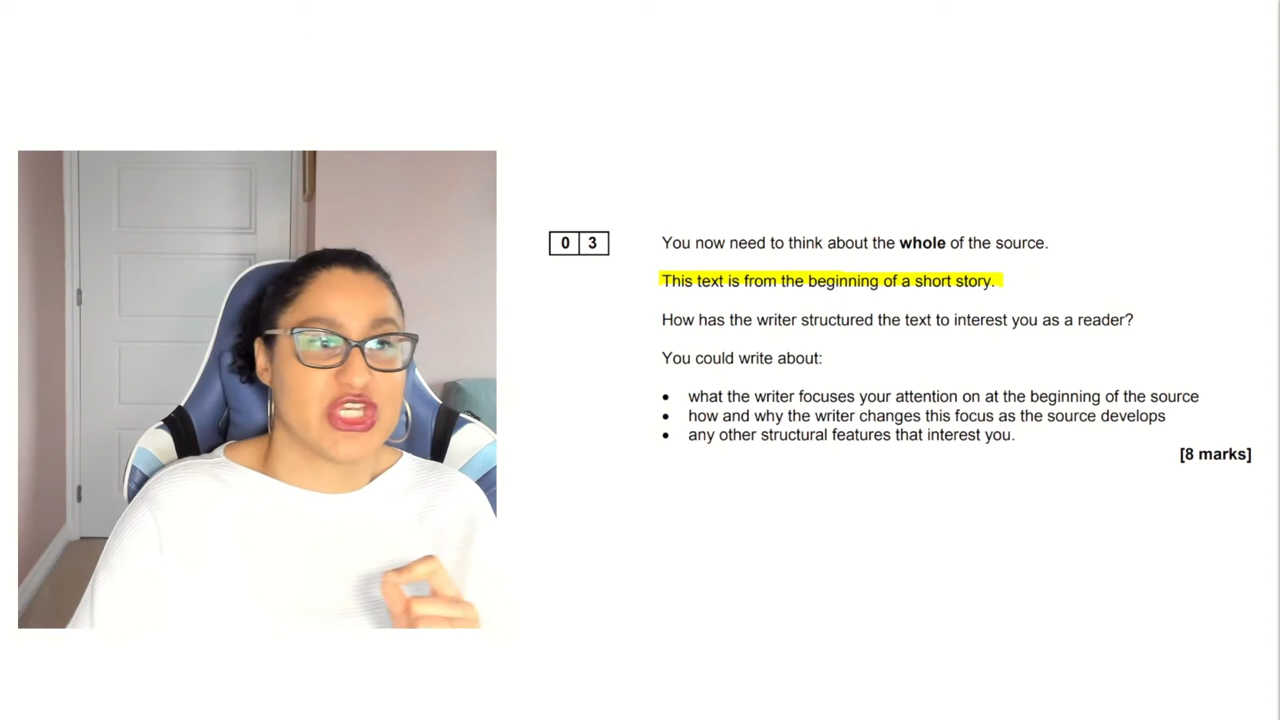 0 3 You now need to think about the whole of the source.
This text is from the beginning of a short story.
How has the writer structured the text to interest you as a reader?
You could write about:
• what the writer focuses your attention on at the beginning of the source
• how and why the writer changes this focus as the source develops
• any other structural features that interest you.
[8 marks]